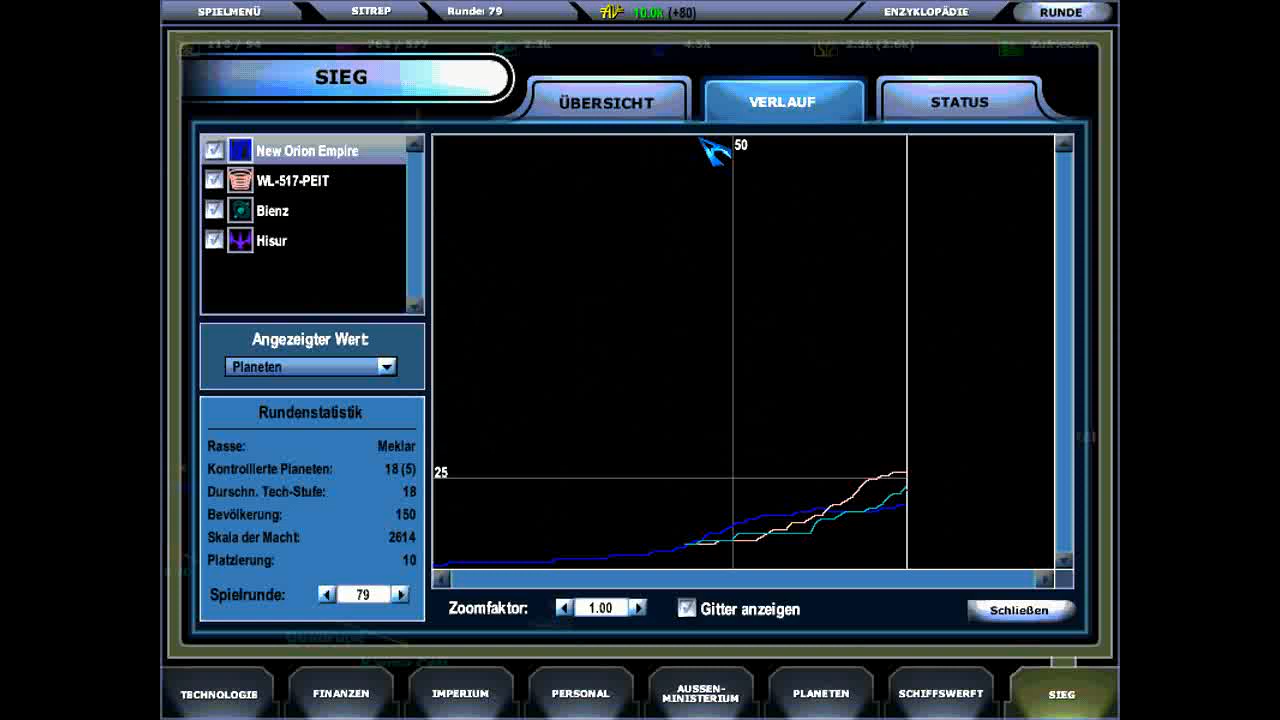 SPIELMENÜ
SITREP
Runde: 79
10.0k (+80)
ENZYKLOPÄDIE
RUNDE
SIEG
ÜBERSICHT
VERLAUF
STATUS
New Orion Empire
WL-517-PEIT
Bienz
Hisur
50
25
Angezeigter Wert:
Planeten
Rundenstatistik
Rasse: Meklar
Kontrollierte Planeten: 18 (5)
Durschn. Tech-Stufe: 18
Bevölkerung: 150
Skala der Macht: 2614
Platzierung: 10
Spielrunde: 79
Zoomfaktor: 1.00
Gitter anzeigen
Schließen
TECHNOLOGIE
FINANZEN
IMPERIUM
PERSONAL
AUSSEN-
MINISTERIUM
PLANETEN
SCHIFFSWERFT
SIEG